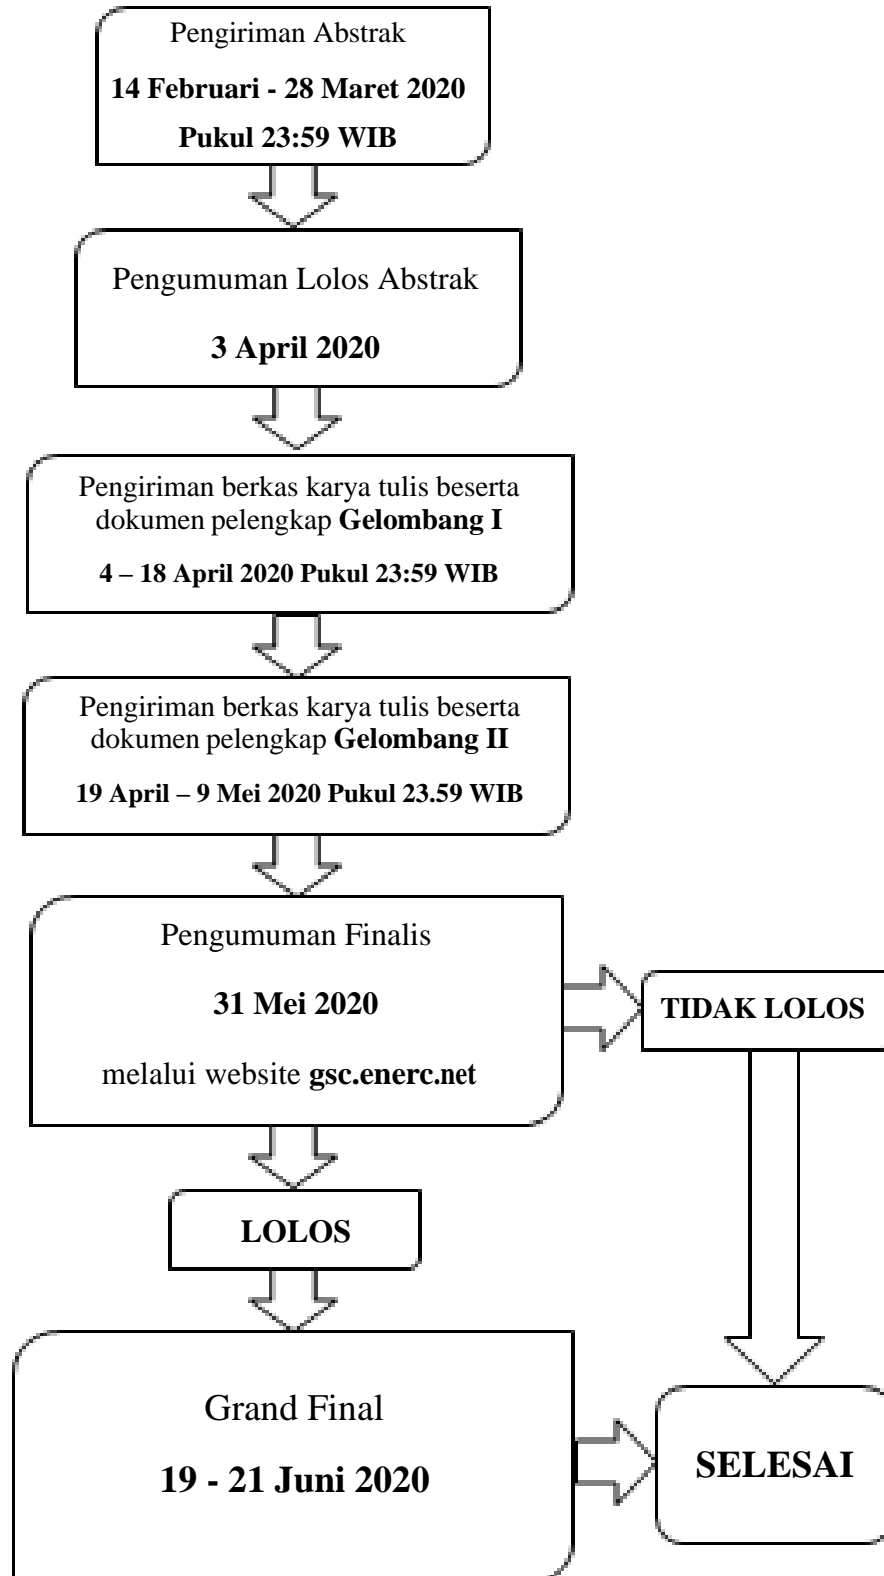 Pengiriman Abstrak
14 Februari - 28 Maret 2020
Pukul 23:59 WIB
Pengumuman Lolos Abstrak
3 April 2020
Pengiriman berkas karya tulis beserta
dokumen pelengkap Gelombang I
4 – 18 April 2020 Pukul 23:59 WIB
Pengiriman berkas karya tulis beserta
dokumen pelengkap Gelombang II
19 April – 9 Mei 2020 Pukul 23.59 WIB
Pengumuman Finalis
31 Mei 2020
melalui website gsc.enerc.net
TIDAK LOLOS
LOLOS
Grand Final
19 - 21 Juni 2020
SELESAI